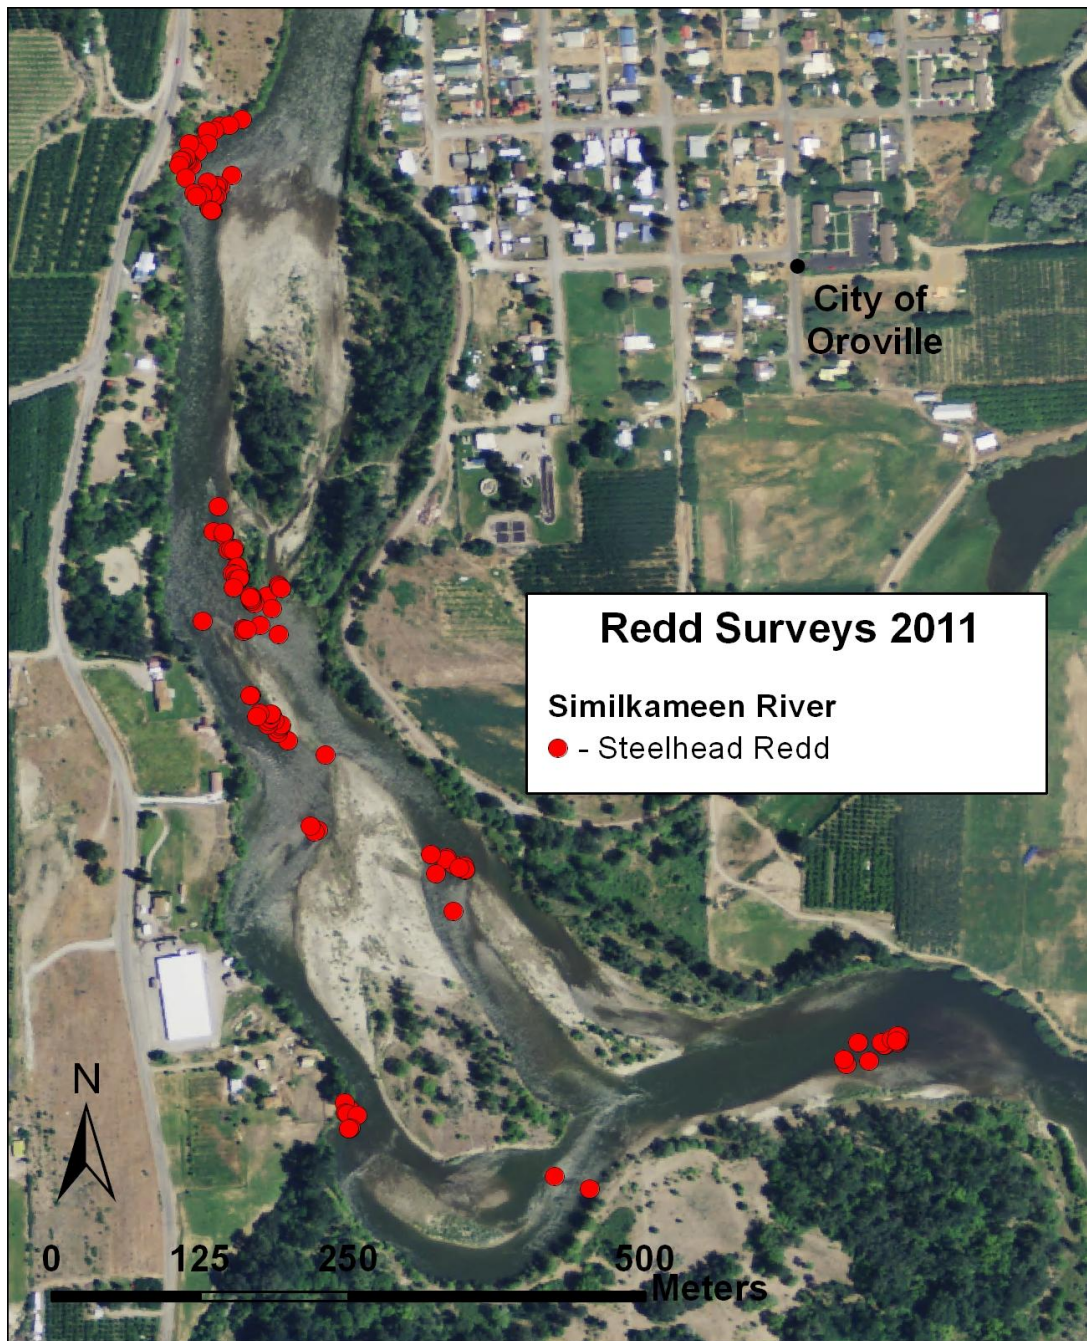 City of
Oroville
Redd Surveys 2011
Similkameen River
- Steelhead Redd
N
0 125 250 500
Meters